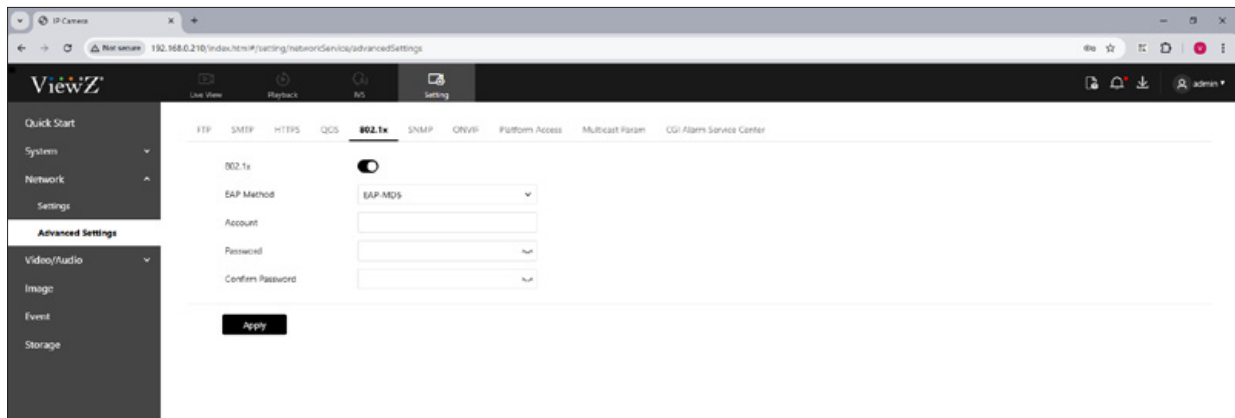 IP Camera
Not secure 192.168.0.210/index.html#/setting/networkService/advancedSettings
ViewZ Live View Playback IVS Setting admin
Quick Start
FTP SMTP HTTPS QOS 802.1x SNMP ONVIF Platform Access Multicast Param CGI Alarm Service Center
System
802.1x
Network
EAP Method EAP-MD5
Settings
Account
Advanced Settings
Password
Video/Audio
Confirm Password
Image
Event
Apply
Storage